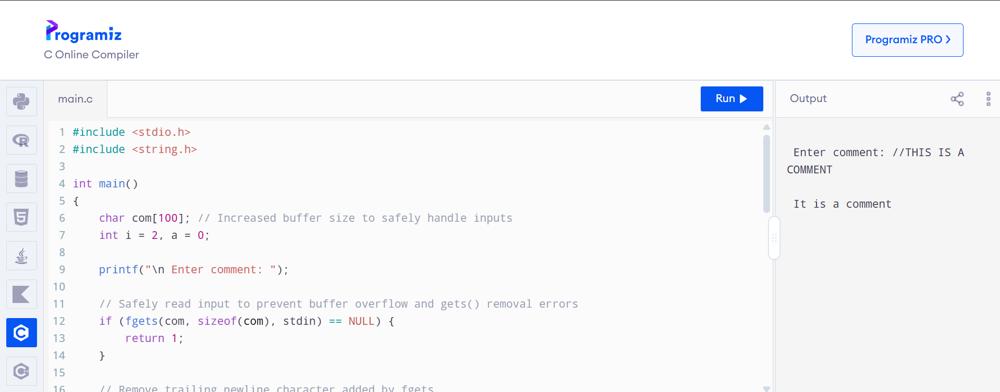 Programiz
C Online Compiler
Programiz PRO
main.c
Run
Output
1 #include <stdio.h>
2 #include <string.h>
3
4 int main()
5 {
6     char com[100]; // Increased buffer size to safely handle inputs
7     int i = 2, a = 0;
8
9     printf("\n Enter comment: ");
10
11     // Safely read input to prevent buffer overflow and gets() removal errors
12     if (fgets(com, sizeof(com), stdin) == NULL) {
13         return 1;
14     }
15
16     // Remove trailing newline character added by fgets
Enter comment: //THIS IS A
COMMENT
It is a comment